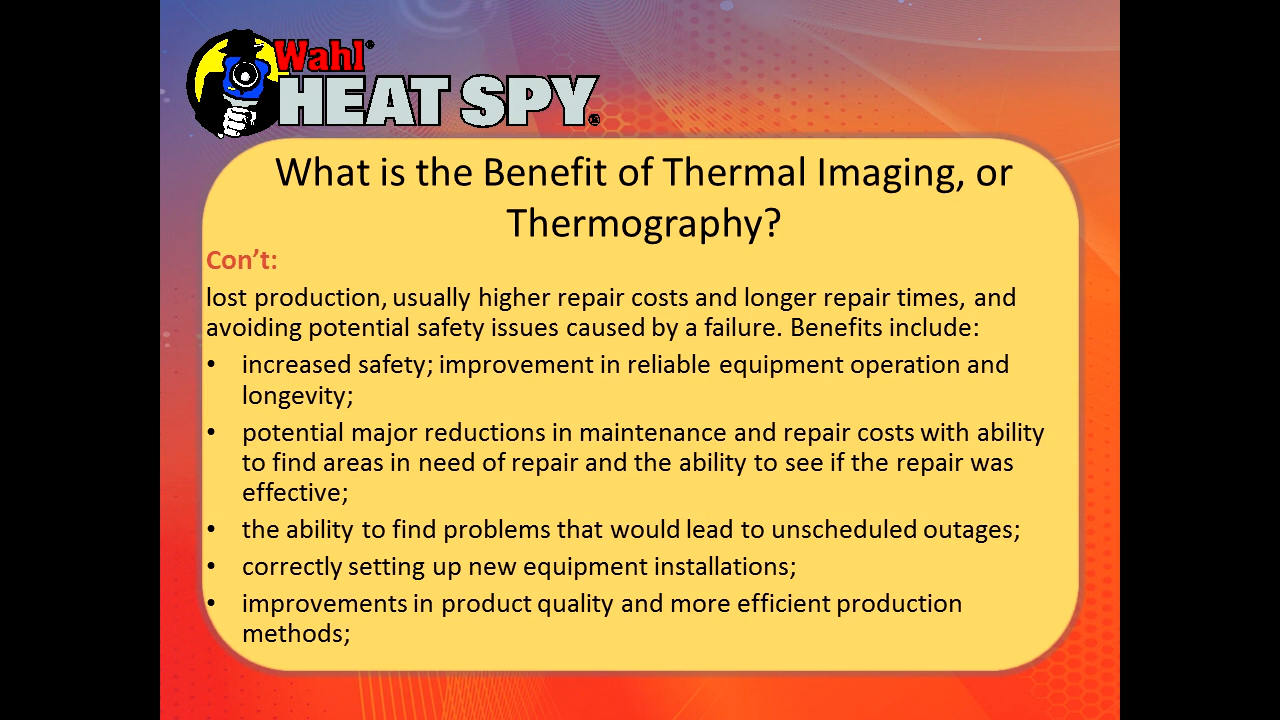 Wahl®
HEAT SPY®
What is the Benefit of Thermal Imaging, or
Thermography?
Con't:
lost production, usually higher repair costs and longer repair times, and
avoiding potential safety issues caused by a failure. Benefits include:
• increased safety; improvement in reliable equipment operation and
longevity;
• potential major reductions in maintenance and repair costs with ability
to find areas in need of repair and the ability to see if the repair was
effective;
• the ability to find problems that would lead to unscheduled outages;
• correctly setting up new equipment installations;
• improvements in product quality and more efficient production
methods;